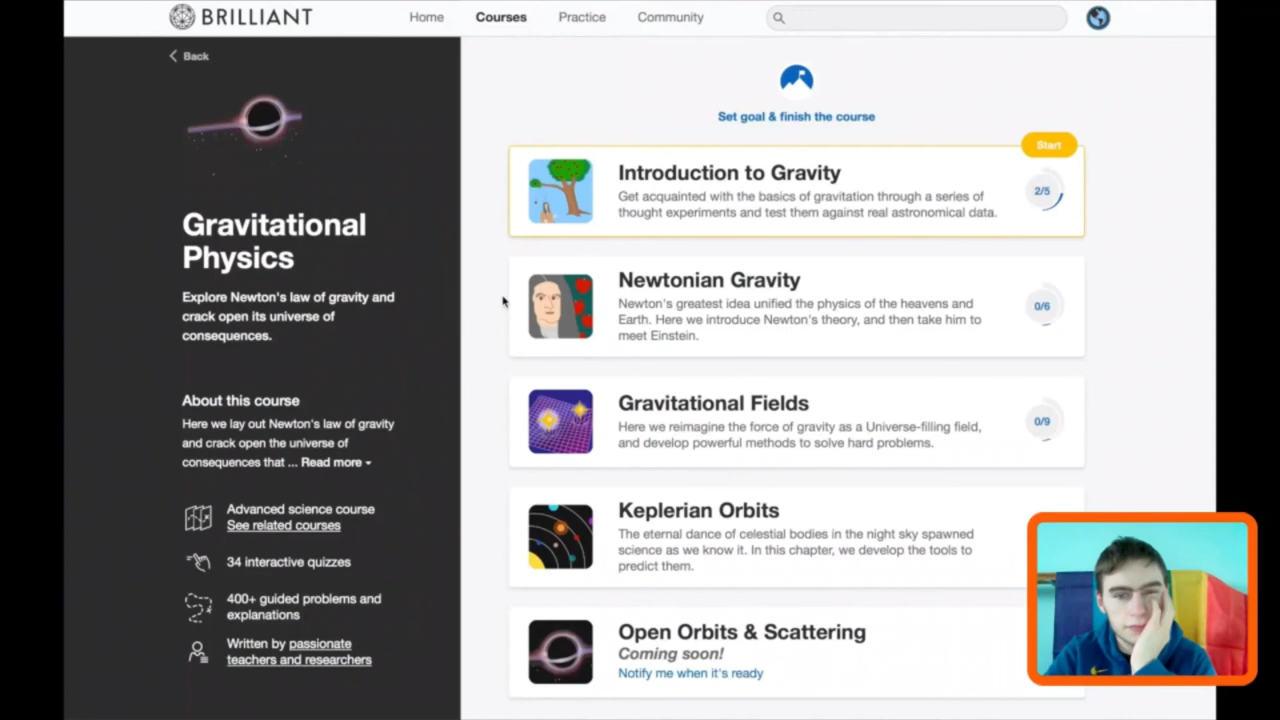 BRILLIANT
Home
Courses
Practice
Community
Back
Gravitational
Physics
Explore Newton's law of gravity and
crack open its universe of
consequences.
About this course
Here we lay out Newton's law of gravity
and crack open the universe of
consequences that ... Read more
Advanced science course
See related courses
34 interactive quizzes
400+ guided problems and
explanations
Written by passionate
teachers and researchers
Set goal & finish the course
Start
Introduction to Gravity
Get acquainted with the basics of gravitation through a series of
thought experiments and test them against real astronomical data.
2/5
Newtonian Gravity
Newton's greatest idea unified the physics of the heavens and
Earth. Here we introduce Newton's theory, and then take him to
meet Einstein.
0/6
Gravitational Fields
Here we reimagine the force of gravity as a Universe-filling field,
and develop powerful methods to solve hard problems.
0/9
Keplerian Orbits
The eternal dance of celestial bodies in the night sky spawned
science as we know it. In this chapter, we develop the tools to
predict them.
Open Orbits & Scattering
Coming soon!
Notify me when it's ready